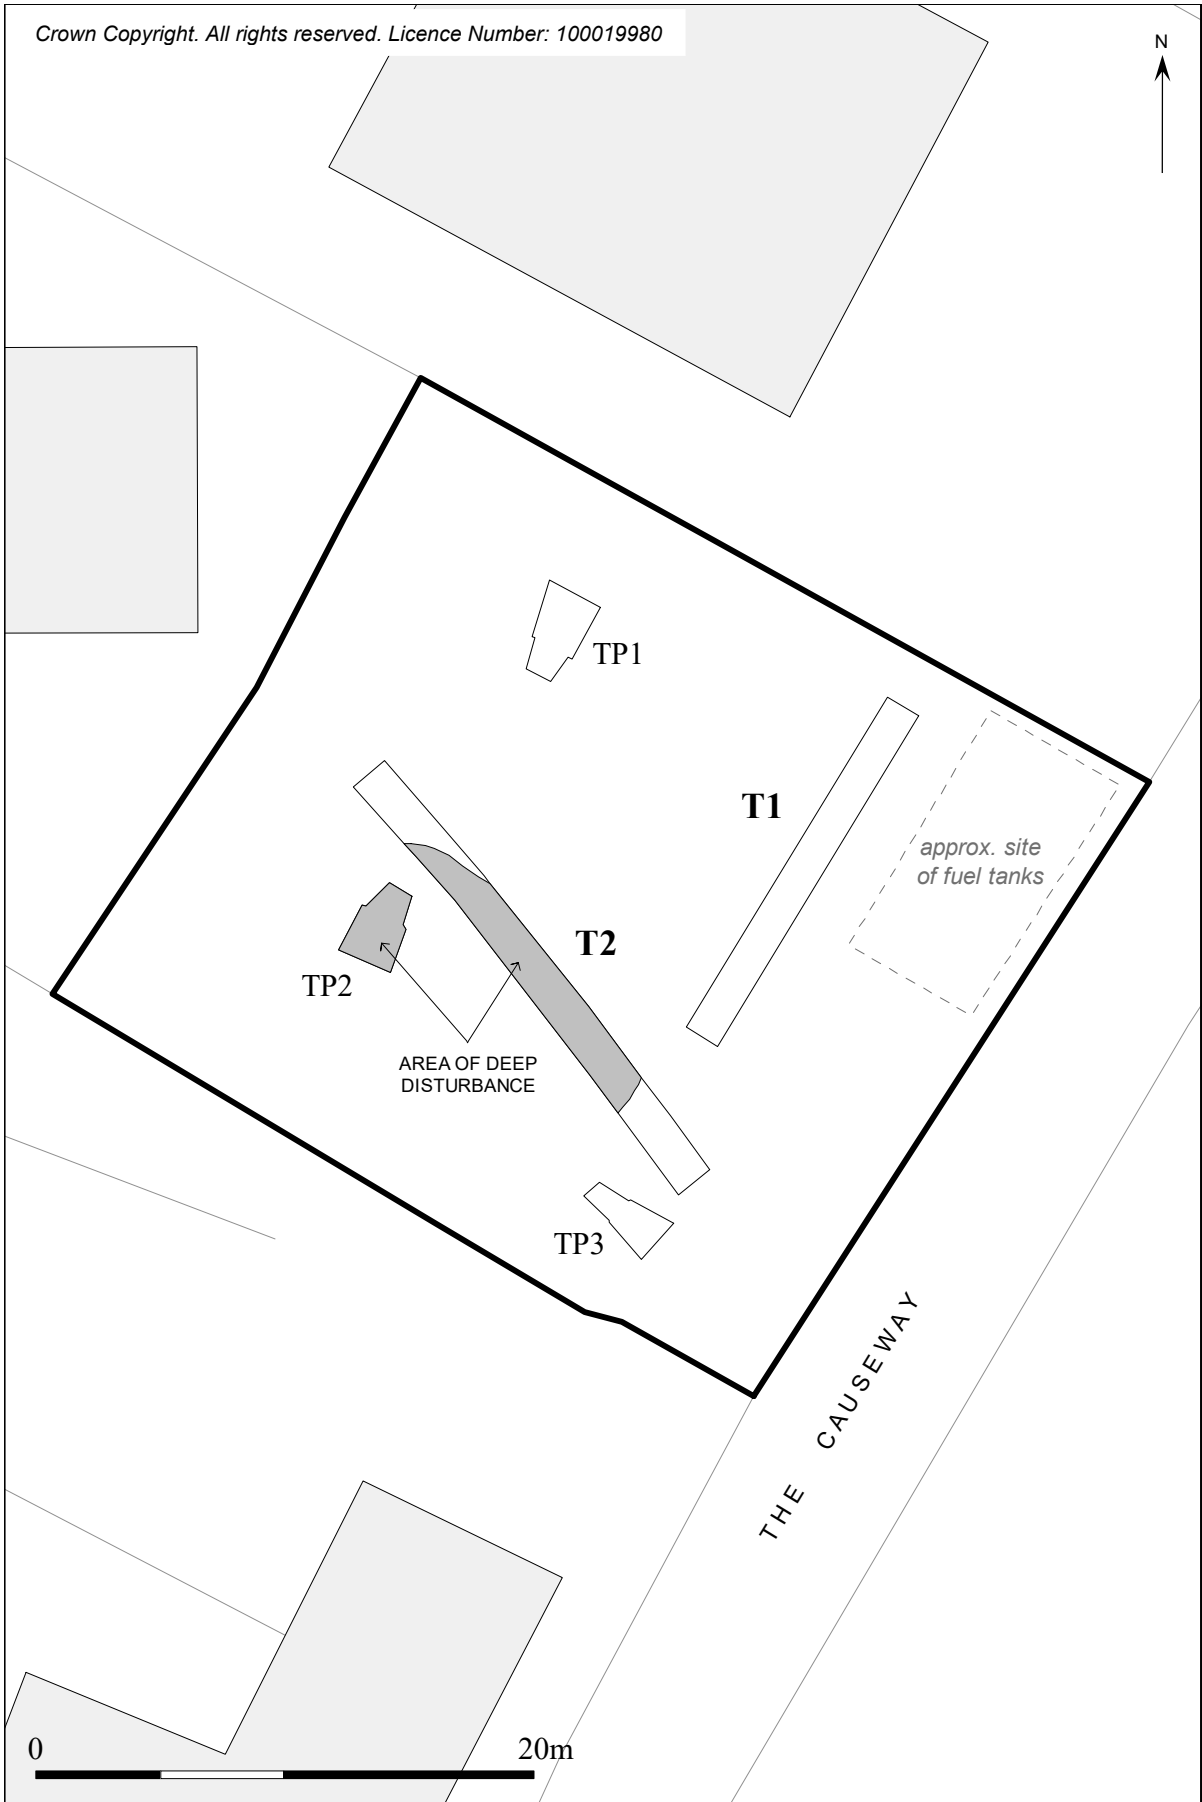 Crown Copyright. All rights reserved. Licence Number: 100019980
N
TP1
T1
approx. site
of fuel tanks
T2
TP2
AREA OF DEEP
DISTURBANCE
TP3
THE CAUSEWAY
0 20m